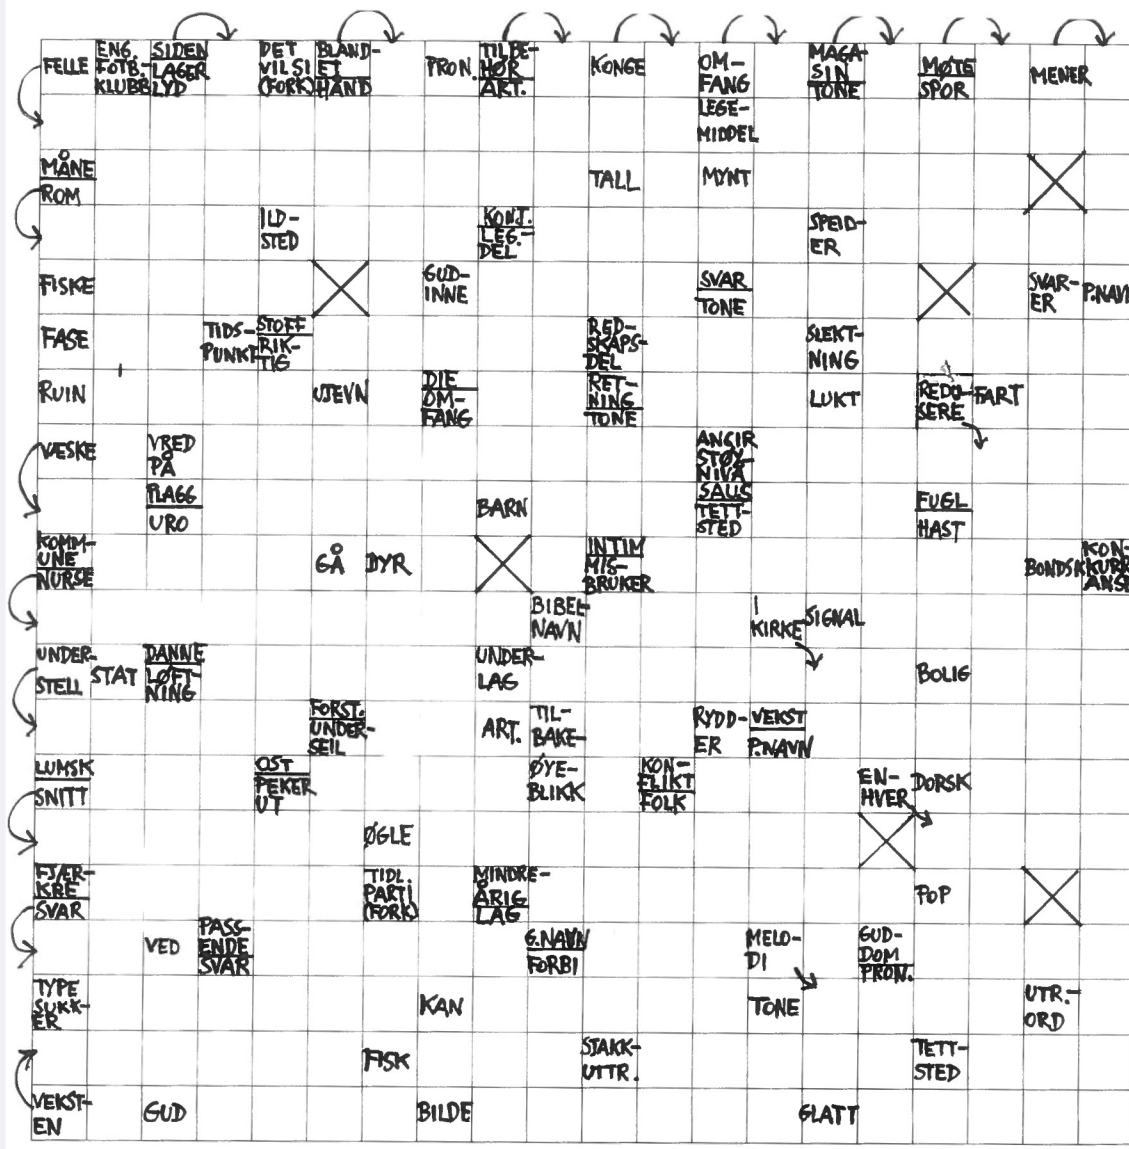 FELLE
ENG.
FOTB.
KLUBB
SIDEN
LAGER
LYD
DET
VIL SI
(FORK)
BLAND-
ET
HÅND
PRON.
TILBE-
HØR
ART.
KONGE
OM-
FANG
LEGE-
MIDDEL
MAGA-
SIN
TONE
MØTE
SPOR
MENER
MÅNE
ROM
TALL
MYNT
ILD-
STED
KONJ.
LEG.-
DEL
SPEID-
ER
FISKE
GUD-
INNE
SVAR
TONE
SVAR-
ER
P.NAVN
FASE
TIDS-
PUNKT
STOFF
RIK-
TIG
RED-
SKAPS-
DEL
SLEKT-
NING
RUIN
UJEVN
DIE
OM-
FANG
RET-
NING
TONE
LUKT
REDU-
SERE
FART
VÆSKE
VRED
PÅ
ANGIR
STØY-
NIVÅ
PLAGG
URO
BARN
SAUS
TETT-
STED
FUGL
HAST
KOMM-
UNE
NURSE
GÅ
DYR
INTIM
MIS-
BRUKER
BONDSK
KON-
KURR
ANSE
BIBEL
NAVN
I
KIRKE
SIGNAL
UNDER-
STELL
STAT
DANNE
LØFT-
NING
UNDER-
LAG
BOLIG
FORST.
UNDER-
SEIL
ART.
TIL-
BAKE-
RYDD-
ER
VEKST
P.NAVN
LUMSK
SNITT
OST
PEKER
UT
ØYE-
BLIKK
KON-
FLIKT
FOLK
EN-
HVER
DORSK
ØGLE
FJÆR-
KRE
SVAR
TIDL.
PARTI
(FORK)
MINDRE-
ÅRIG
LAG
POP
VED
PASS-
ENDE
SVAR
G.NAVN
FORBI
MELO-
DI
GUD-
DOM
PRON.
TYPE
SUKK-
ER
KAN
TONE
UTR.-
ORD
FISK
SJAKK-
UTTR.
TETT-
STED
VEKST-
EN
GUD
BILDE
GLATT